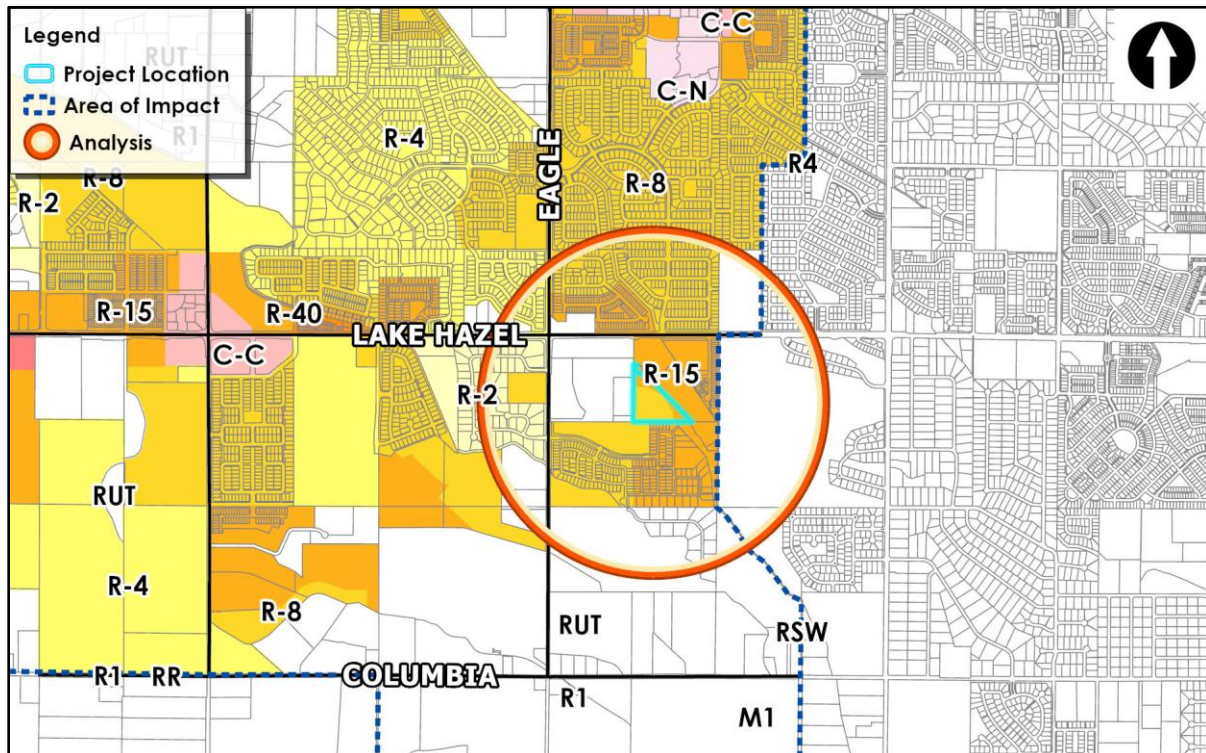 Legend
Project Location
Area of Impact
Analysis
RUT
R1
C-C
C-N
R-4
EAGLE
R4
R-8
R-8
R-2
R-15
R-40
LAKE HAZEL
C-C
R-2
R-15
RUT
R-4
R-8
RUT
RSW
R1
RR
COLUMBIA
R1
M1